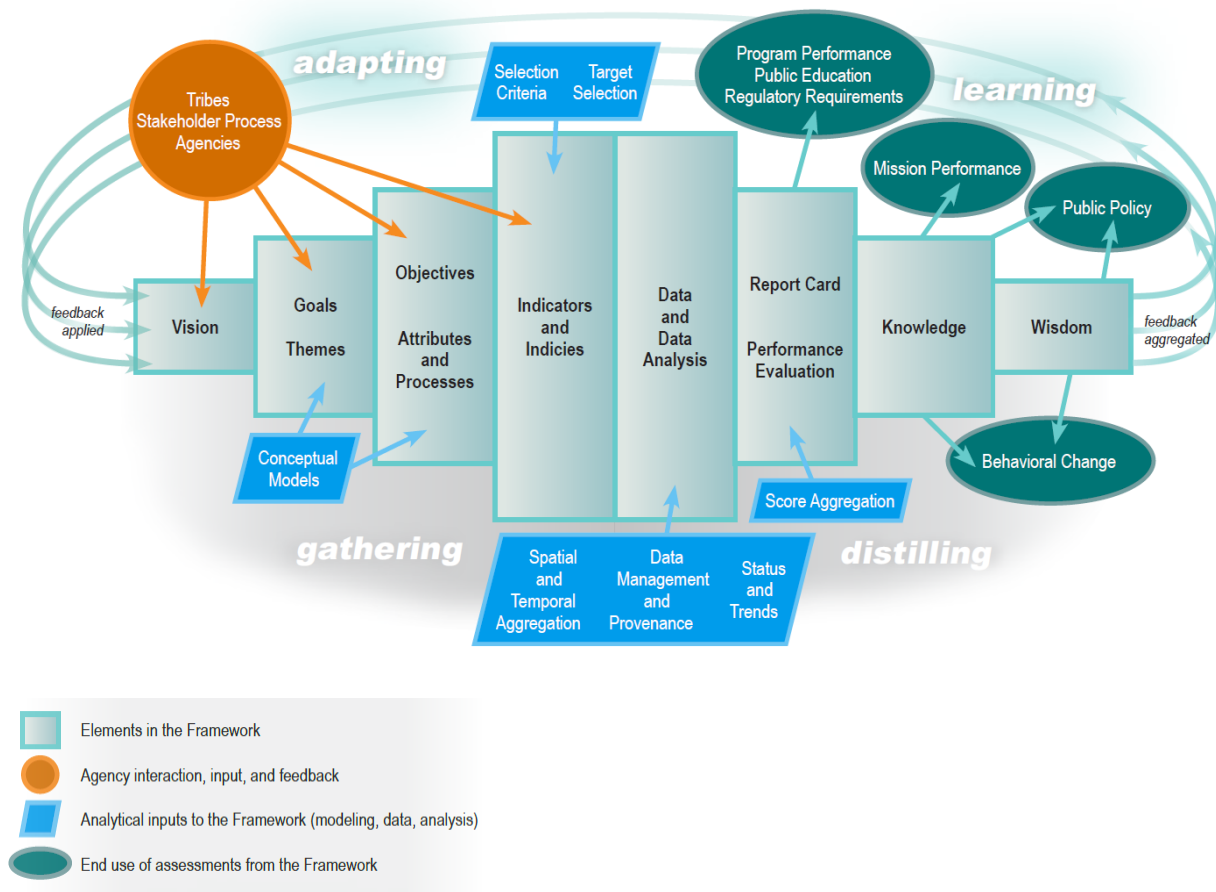 adapting
Tribes
Stakeholder Process
Agencies
Selection
Criteria
Target
Selection
Program Performance
Public Education
Regulatory Requirements
learning
Mission Performance
Public Policy
feedback
applied
Vision
Goals
Themes
Objectives
Attributes
and
Processes
Indicators
and
Indicies
Data
and
Data
Analysis
Report Card
Performance
Evaluation
Knowledge
Wisdom
feedback
aggregated
Conceptual
Models
Behavioral Change
Score Aggregation
gathering
distilling
Spatial
and
Temporal
Aggregation
Data
Management
and
Provenance
Status
and
Trends
Elements in the Framework
Agency interaction, input, and feedback
Analytical inputs to the Framework (modeling, data, analysis)
End use of assessments from the Framework